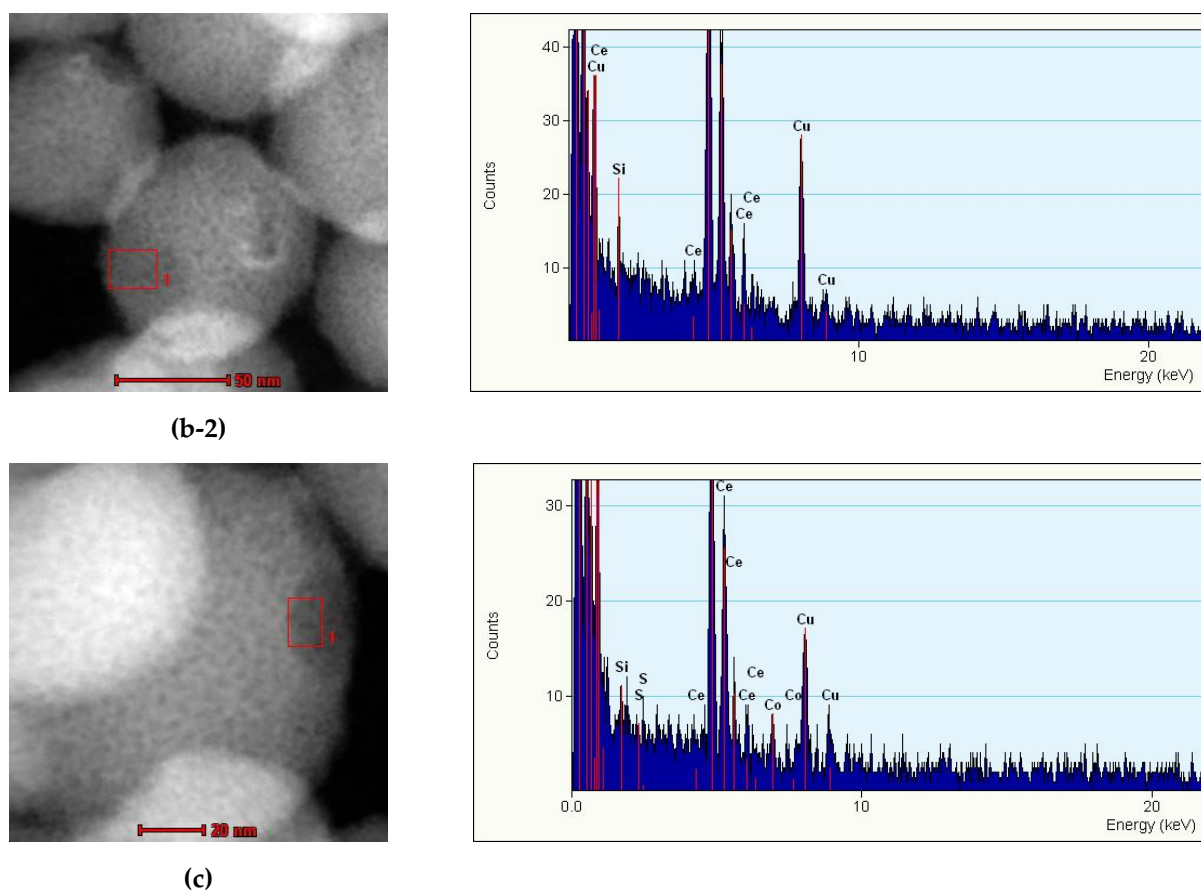 1
50 nm
40
30
20
10
Counts
Ce
Cu
Si
Ce
Ce
Ce
Cu
Cu
10
20
Energy (keV)
(b-2)
1
20 nm
30
20
10
Counts
Si
S
S
Ce
Ce
Ce
Ce
Ce
Co
Co
Cu
Cu
0.0
10
20
Energy (keV)
(c)